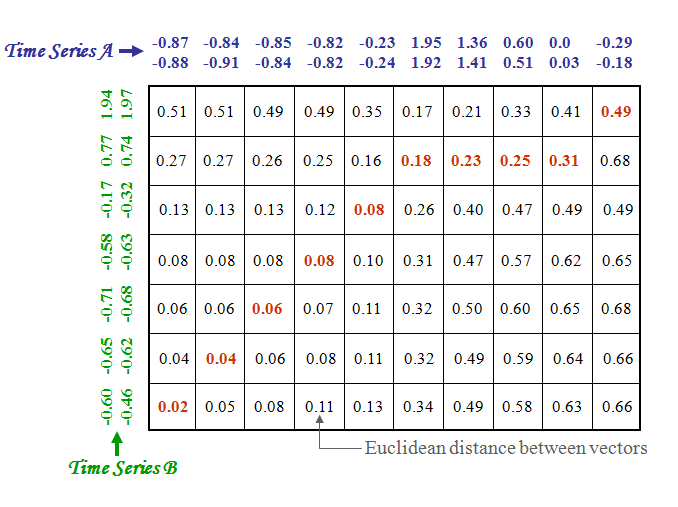 Time Series A
-0.87 -0.84 -0.85 -0.82 -0.23 1.95 1.36 0.60 0.0 -0.29
-0.88 -0.91 -0.84 -0.82 -0.24 1.92 1.41 0.51 0.03 -0.18
1.94 1.97 0.51 0.51 0.49 0.49 0.35 0.17 0.21 0.33 0.41 0.49
0.77 0.74 0.27 0.27 0.26 0.25 0.16 0.18 0.23 0.25 0.31 0.68
-0.17 -0.32 0.13 0.13 0.13 0.12 0.08 0.26 0.40 0.47 0.49 0.49
-0.58 -0.63 0.08 0.08 0.08 0.08 0.10 0.31 0.47 0.57 0.62 0.65
-0.71 -0.68 0.06 0.06 0.06 0.07 0.11 0.32 0.50 0.60 0.65 0.68
-0.65 -0.62 0.04 0.04 0.06 0.08 0.11 0.32 0.49 0.59 0.64 0.66
-0.60 -0.46 0.02 0.05 0.08 0.11 0.13 0.34 0.49 0.58 0.63 0.66
Euclidean distance between vectors
Time Series B